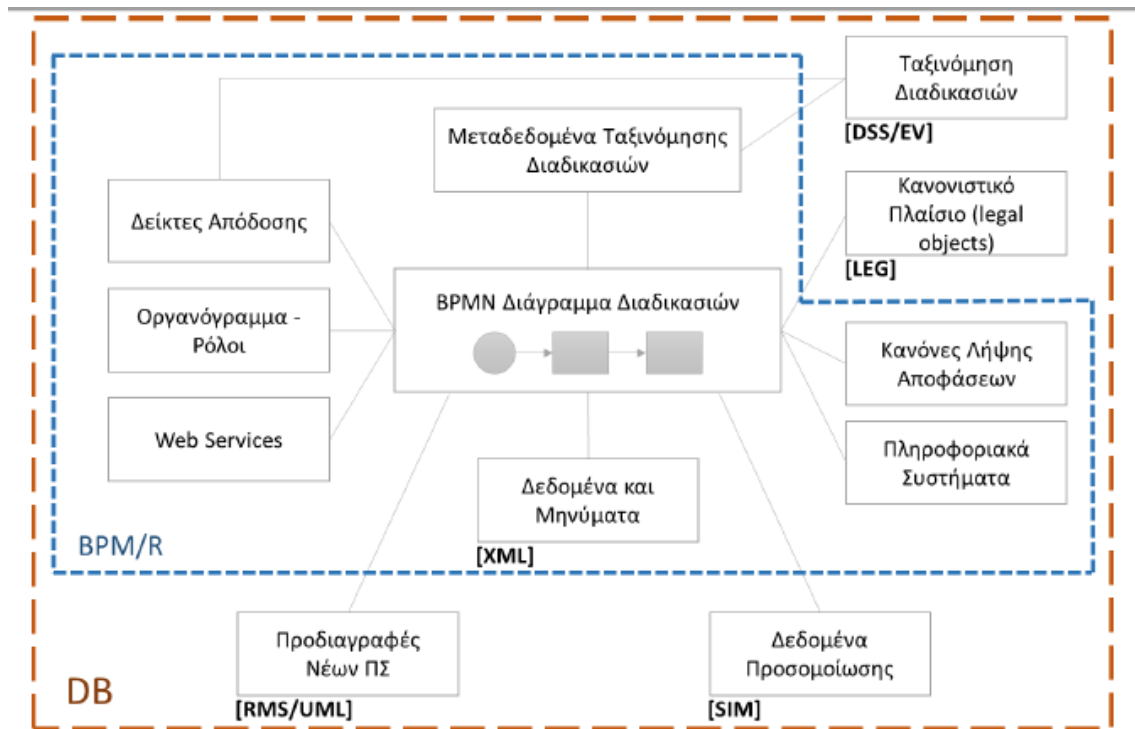 Ταξινόμηση
Διαδικασιών
[DSS/EV]
Μεταδεδομένα Ταξινόμησης
Διαδικασιών
Κανονιστικό
Πλαίσιο (legal
objects)
[LEG]
Δείκτες Απόδοσης
BPMN Διάγραμμα Διαδικασιών
Οργανόγραμμα -
Ρόλοι
Κανόνες Λήψης
Αποφάσεων
Web Services
Πληροφοριακά
Συστήματα
Δεδομένα και
Μηνύματα
[XML]
BPM/R
Προδιαγραφές
Νέων ΠΣ
[RMS/UML]
Δεδομένα
Προσομοίωσης
[SIM]
DB